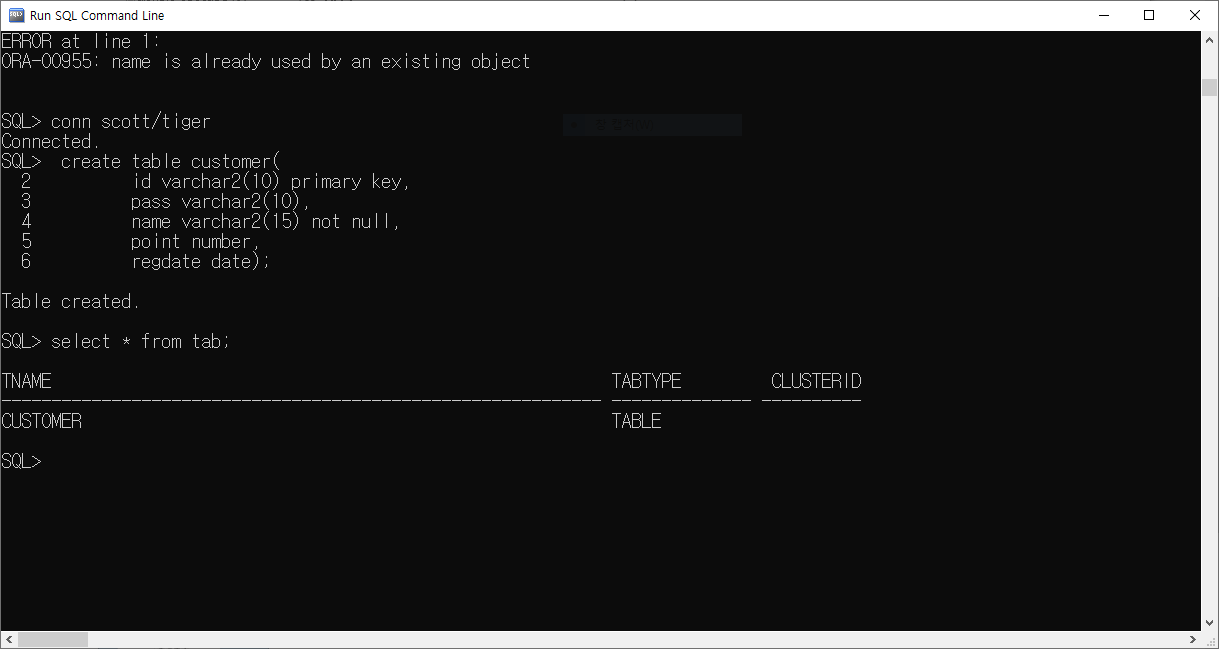 Run SQL Command Line
ERROR at line 1:
ORA-00955: name is already used by an existing object
SQL> conn scott/tiger
Connected.
SQL>  create table customer(
  2          id varchar2(10) primary key,
  3          pass varchar2(10),
  4          name varchar2(15) not null,
  5          point number,
  6          regdate date);
Table created.
SQL> select * from tab;
TNAME                                                        TABTYPE         CLUSTERID
------------------------------------------------------------ -------------- ----------
CUSTOMER                                                     TABLE
SQL>